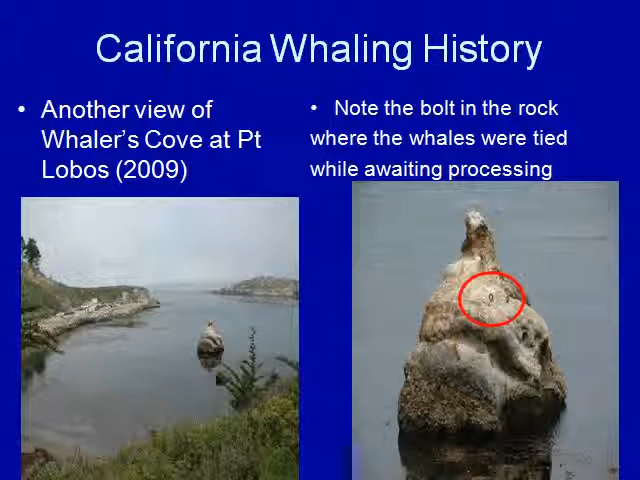 California Whaling History
• Another view of
Whaler's Cove at Pt
Lobos (2009)
• Note the bolt in the rock
where the whales were tied
while awaiting processing